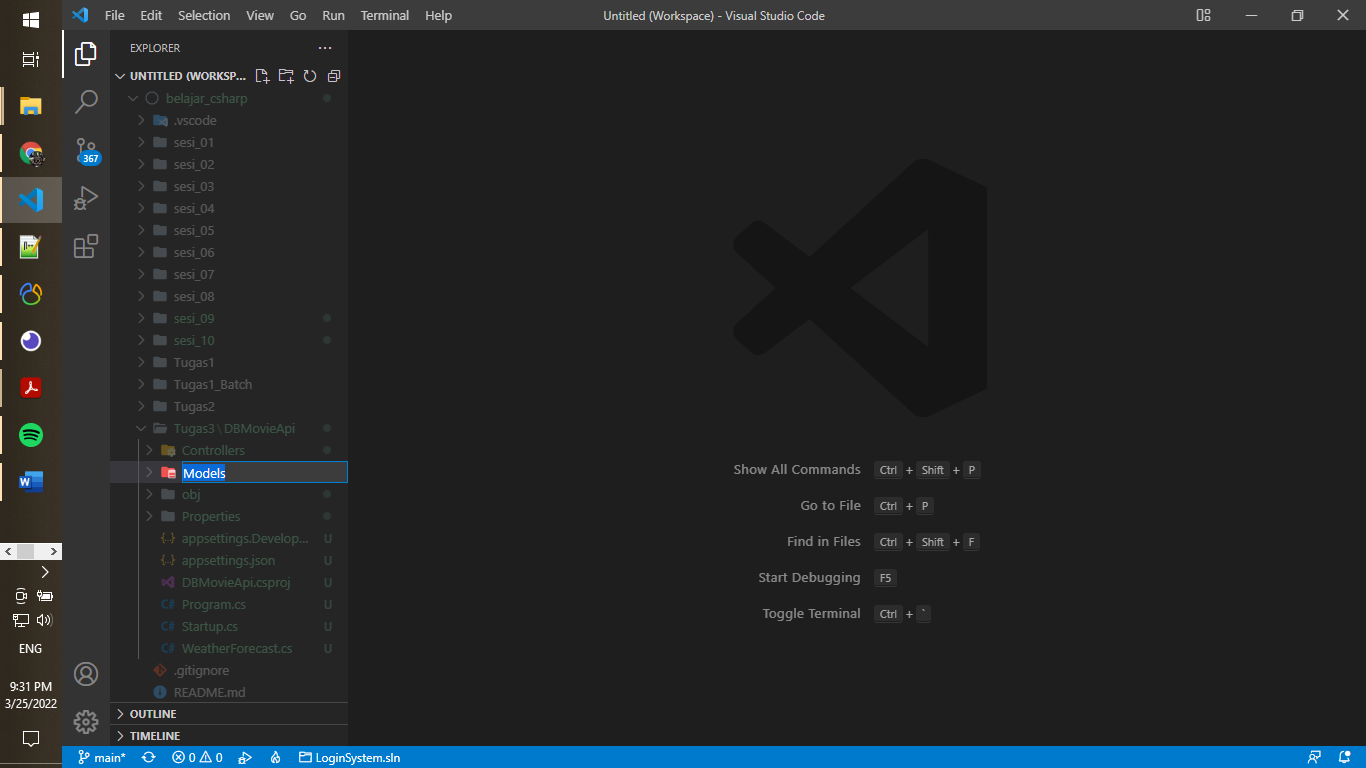 File Edit Selection View Go Run Terminal Help
Untitled (Workspace) - Visual Studio Code
EXPLORER
UNTITLED (WORKSP...
belajar_csharp
.vscode
sesi_01
sesi_02
sesi_03
sesi_04
sesi_05
sesi_06
sesi_07
sesi_08
sesi_09
sesi_10
Tugas1
Tugas1_Batch
Tugas2
Tugas3 \ DBMovieApi
Controllers
Models
obj
Properties
appsettings.Develop... U
appsettings.json U
DBMovieApi.csproj U
C# Program.cs U
C# Startup.cs U
C# WeatherForecast.cs U
.gitignore
README.md
OUTLINE
TIMELINE
367
Show All Commands Ctrl + Shift + P
Go to File Ctrl + P
Find in Files Ctrl + Shift + F
Start Debugging F5
Toggle Terminal Ctrl + `
ENG
9:31 PM
3/25/2022
main* 0 0 LoginSystem.sln